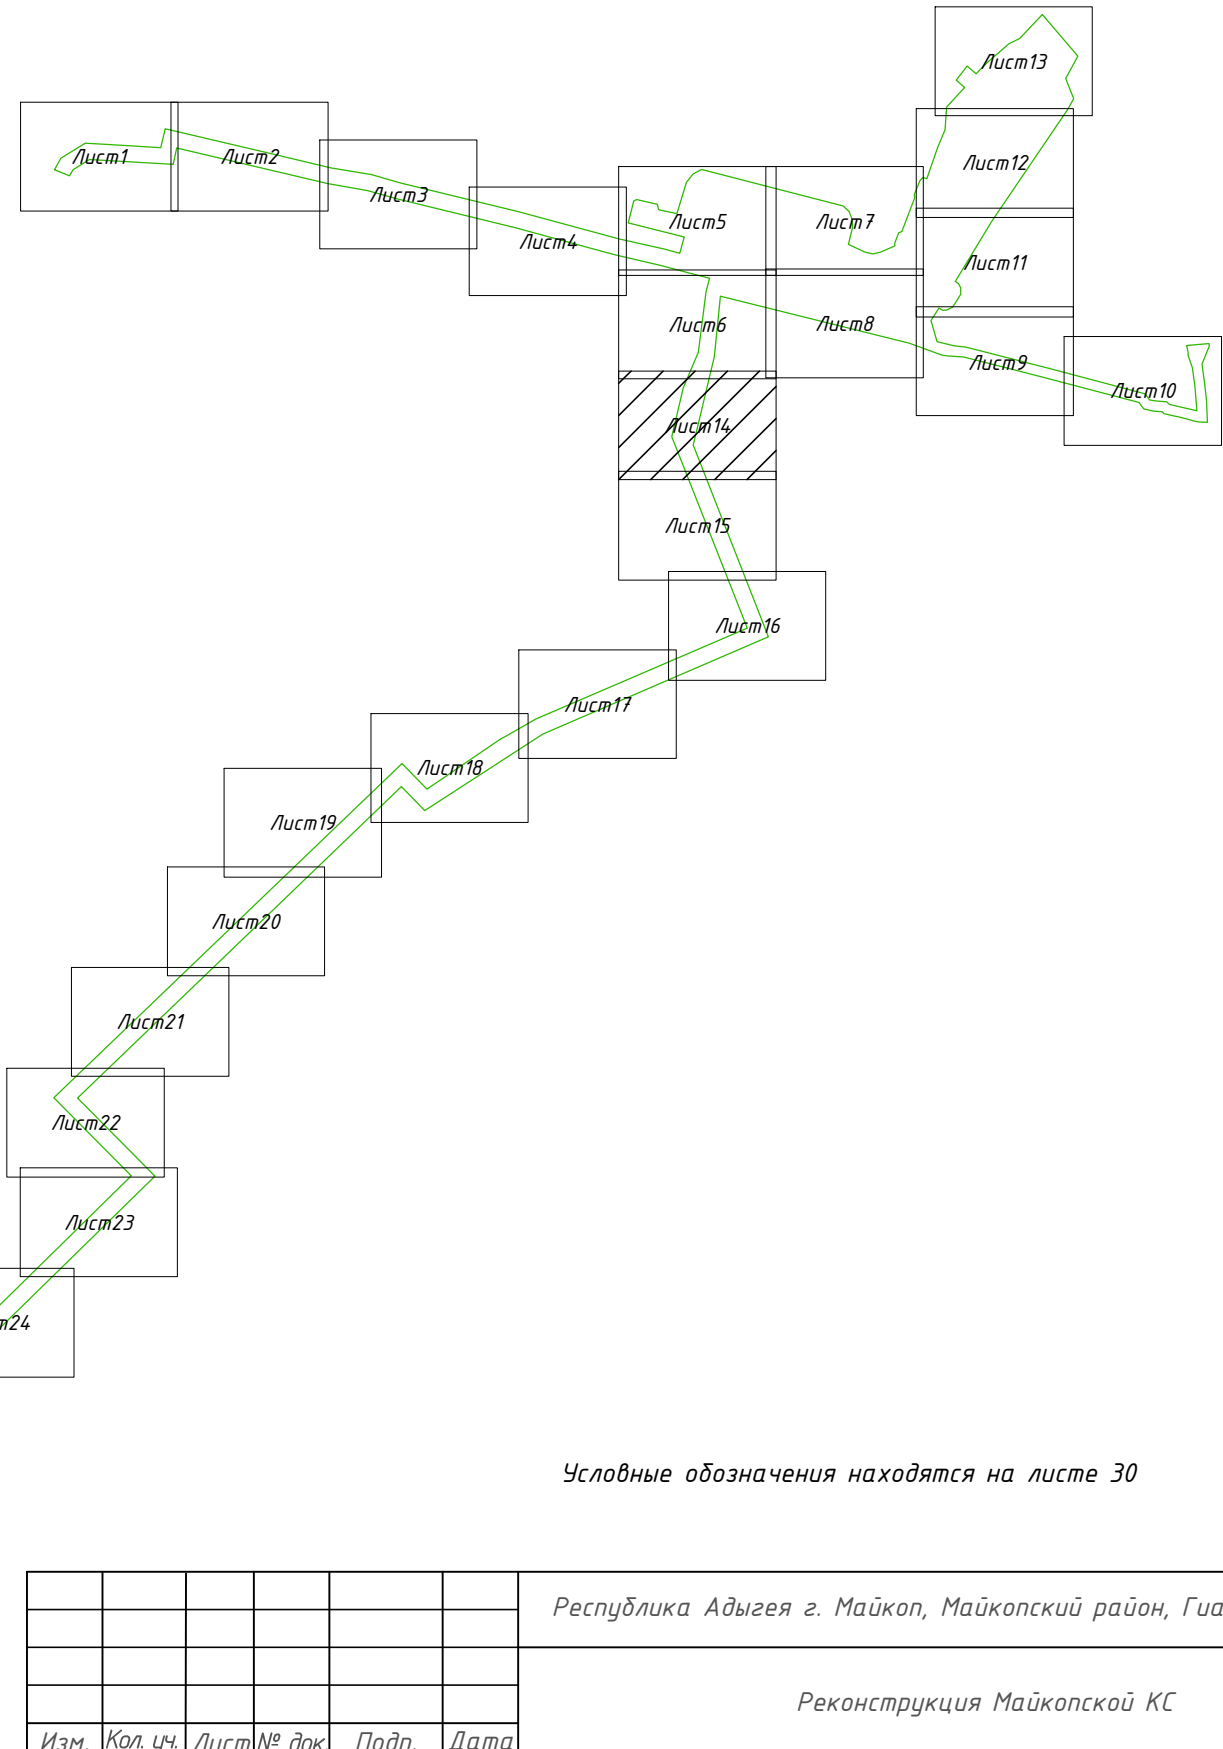 Лист13
Лист1
Лист2
Лист12
Лист3
Лист4
Лист5
Лист7
Лист11
Лист6
Лист8
Лист9
Лист10
Лист14
Лист15
Лист16
Лист17
Лист18
Лист19
Лист20
Лист21
Лист22
Лист23
т24
Условные обозначения находятся на листе 30
Республика Адыгея г. Майкоп, Майкопский район, Гиа
Реконструкция Майкопской КС
Изм. Кол. уч. Лист № док Подп. Дата